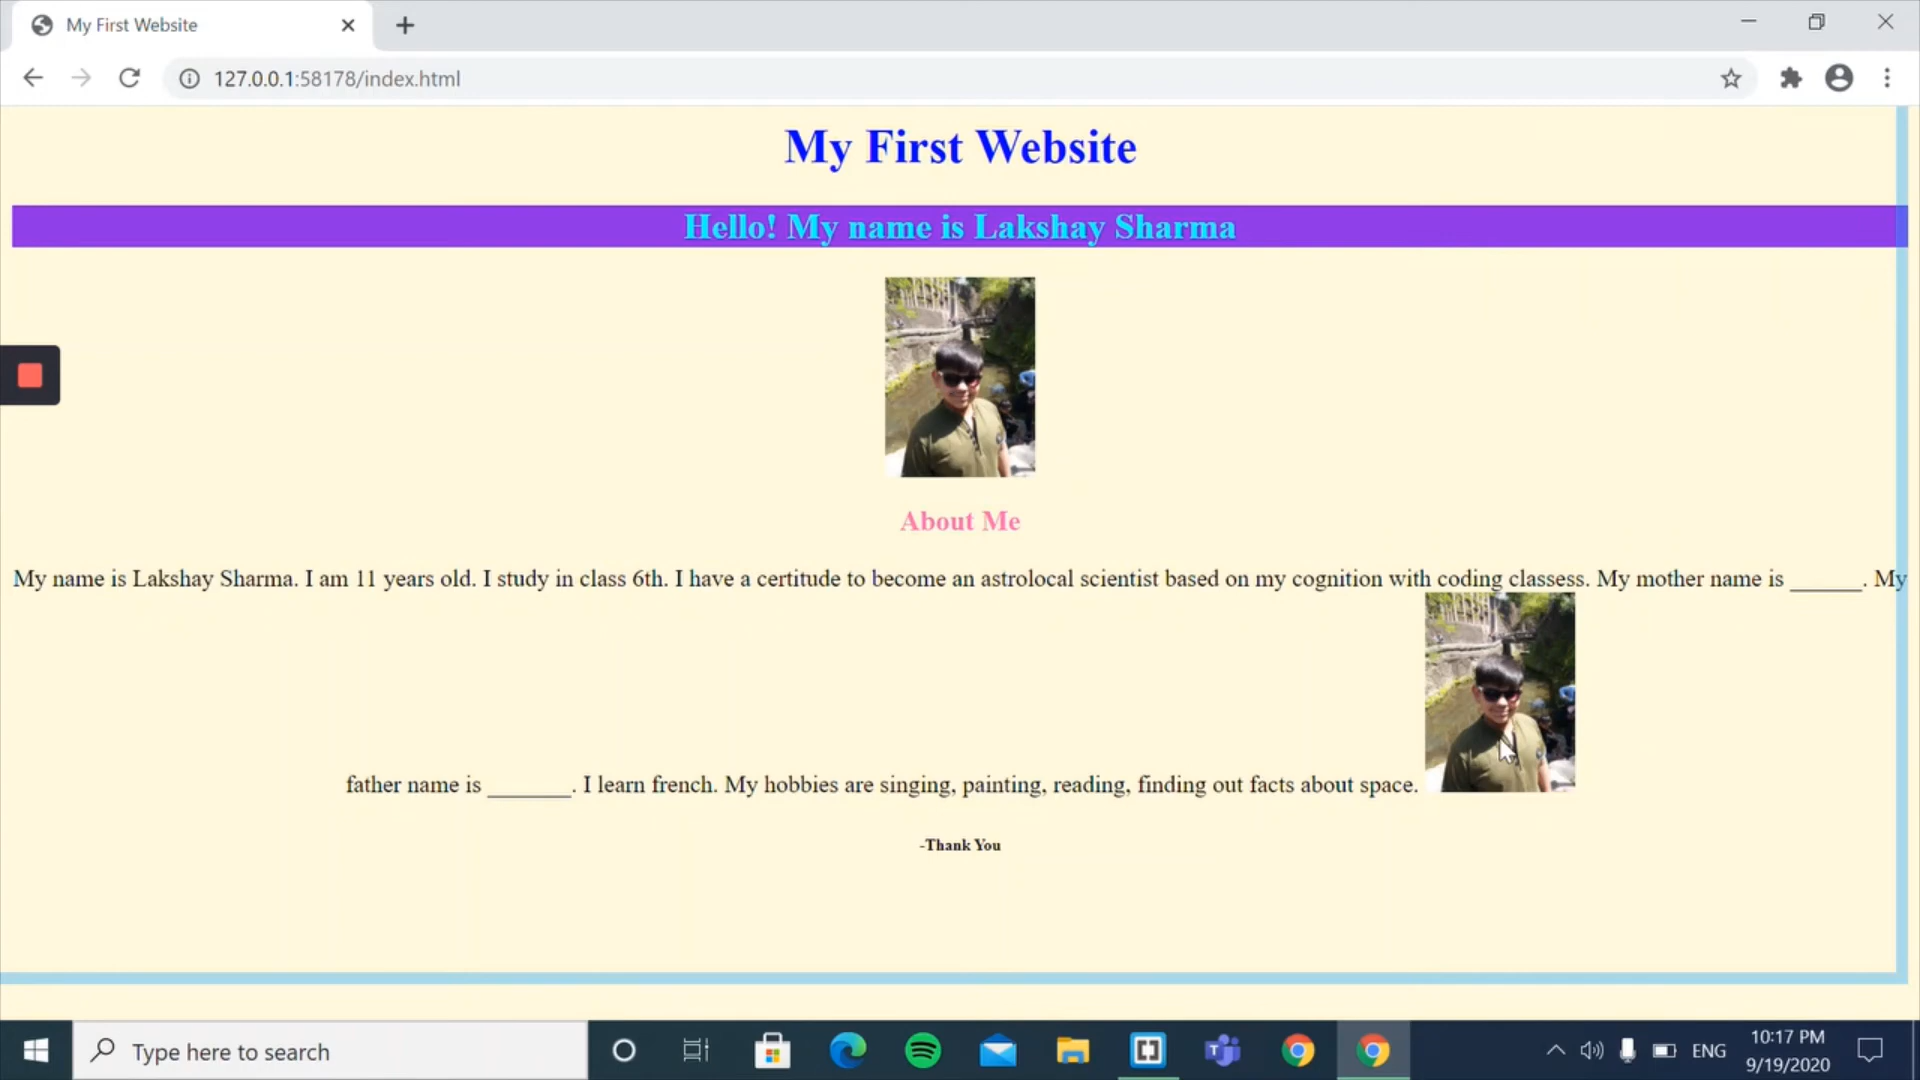 My First Website
127.0.0.1:58178/index.html
My First Website
Hello! My name is Lakshay Sharma
About Me
My name is Lakshay Sharma. I am 11 years old. I study in class 6th. I have a certitude to become an astrolocal scientist based on my cognition with coding classess. My mother name is ______. My
father name is _______. I learn french. My hobbies are singing, painting, reading, finding out facts about space.
-Thank You
Type here to search
ENG
10:17 PM
9/19/2020